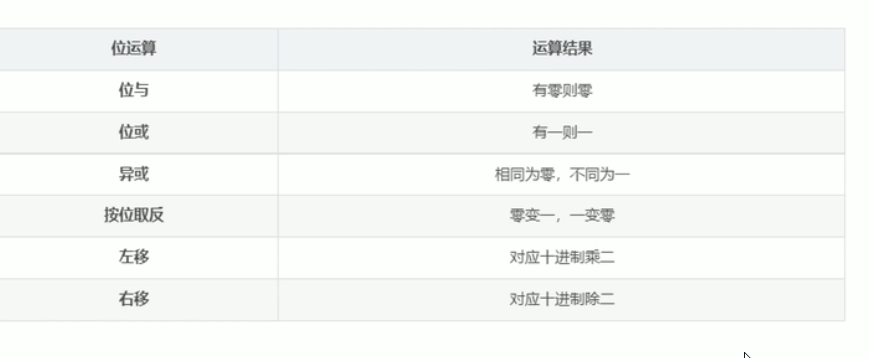 位运算 运算结果
位与 有零则零
位或 有一则一
异或 相同为零，不同为一
按位取反 零变一，一变零
左移 对应十进制乘二
右移 对应十进制除二